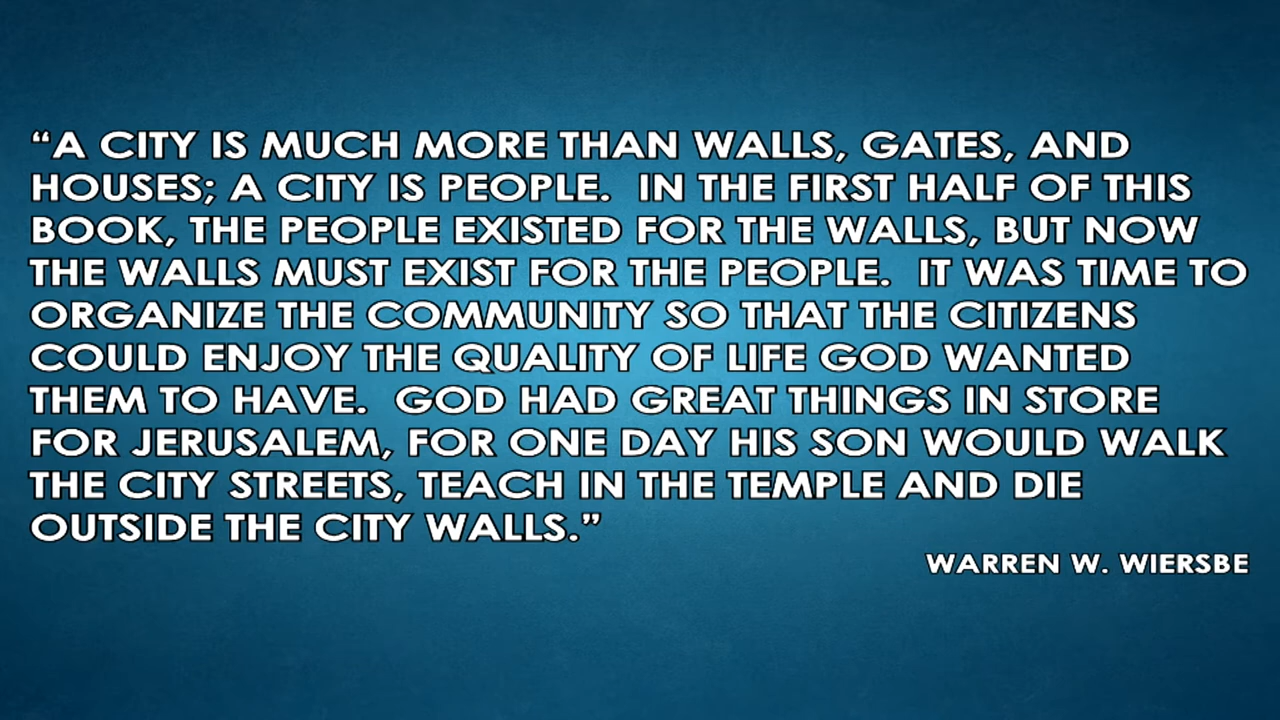 “A CITY IS MUCH MORE THAN WALLS, GATES, AND
HOUSES; A CITY IS PEOPLE.  IN THE FIRST HALF OF THIS
BOOK, THE PEOPLE EXISTED FOR THE WALLS, BUT NOW
THE WALLS MUST EXIST FOR THE PEOPLE.  IT WAS TIME TO
ORGANIZE THE COMMUNITY SO THAT THE CITIZENS
COULD ENJOY THE QUALITY OF LIFE GOD WANTED
THEM TO HAVE.  GOD HAD GREAT THINGS IN STORE
FOR JERUSALEM, FOR ONE DAY HIS SON WOULD WALK
THE CITY STREETS, TEACH IN THE TEMPLE AND DIE
OUTSIDE THE CITY WALLS.”
WARREN W. WIERSBE